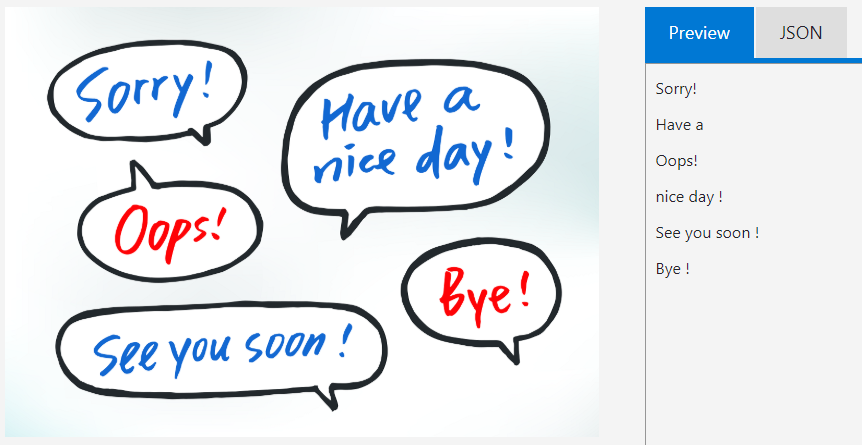 Sorry!
Have a
nice day!
Oops!
Bye!
See you soon!
Preview
JSON
Sorry!
Have a
Oops!
nice day !
See you soon !
Bye !